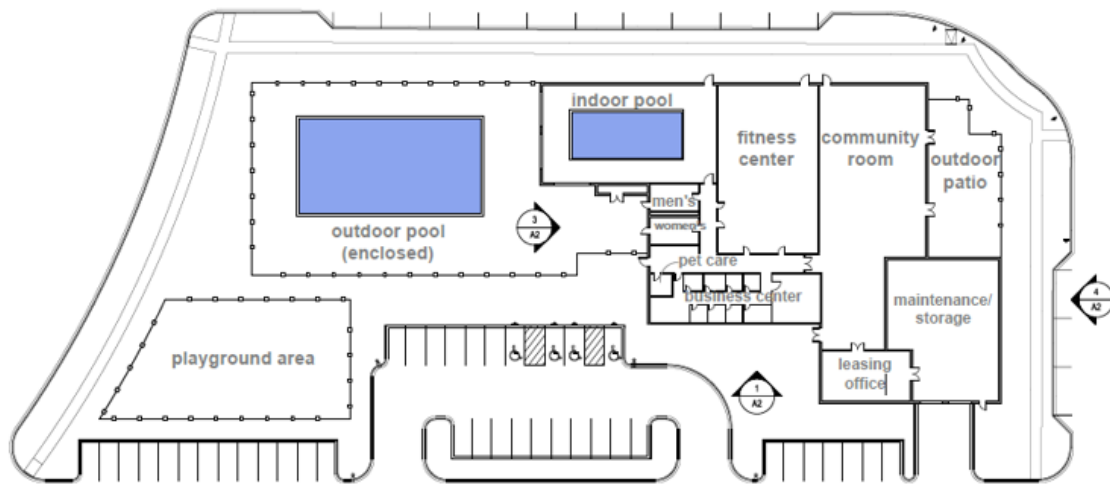 indoor pool
fitness
center
community
room
outdoor
patio
men's
women's
outdoor pool
(enclosed)
3
A2
pet care
business center
maintenance/
storage
4
A2
playground area
leasing
office
1
A2